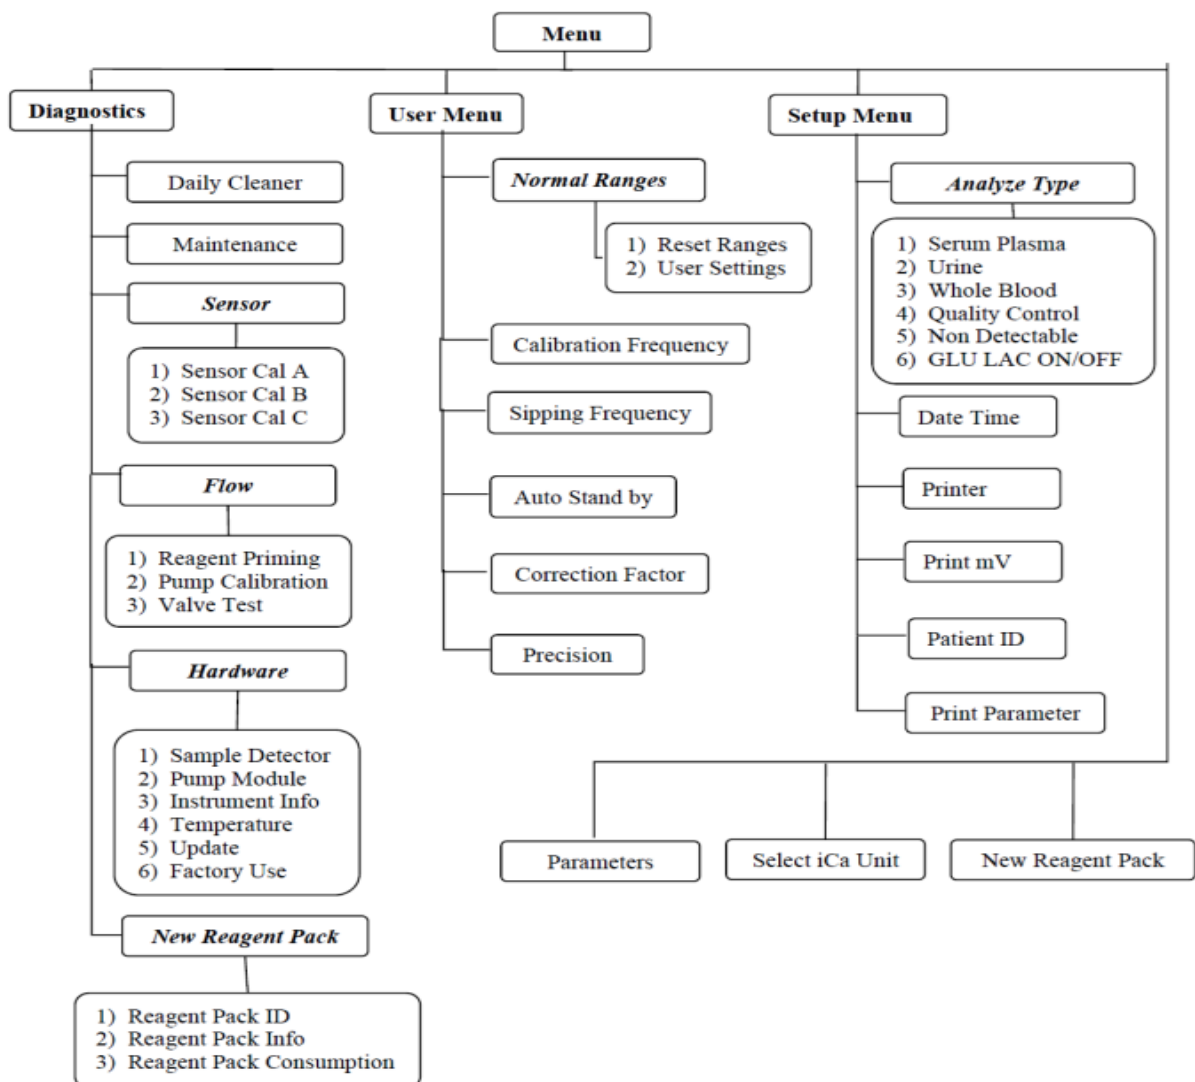 Menu
Diagnostics
Daily Cleaner
Maintenance
Sensor
1) Sensor Cal A
2) Sensor Cal B
3) Sensor Cal C
Flow
1) Reagent Priming
2) Pump Calibration
3) Valve Test
Hardware
1) Sample Detector
2) Pump Module
3) Instrument Info
4) Temperature
5) Update
6) Factory Use
New Reagent Pack
1) Reagent Pack ID
2) Reagent Pack Info
3) Reagent Pack Consumption
User Menu
Normal Ranges
1) Reset Ranges
2) User Settings
Calibration Frequency
Sipping Frequency
Auto Stand by
Correction Factor
Precision
Setup Menu
Analyze Type
1) Serum Plasma
2) Urine
3) Whole Blood
4) Quality Control
5) Non Detectable
6) GLU LAC ON/OFF
Date Time
Printer
Print mV
Patient ID
Print Parameter
Parameters
Select iCa Unit
New Reagent Pack